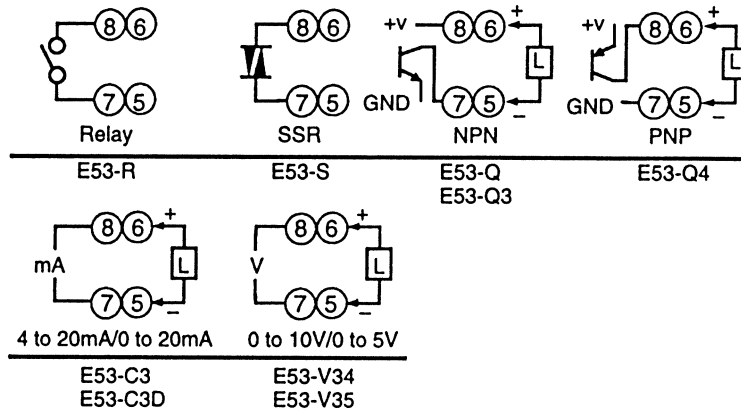 8 6
7 5
Relay
E53-R
8 6
7 5
SSR
E53-S
+V 8 6 +
L
GND 7 5 −
NPN
E53-Q
E53-Q3
+V 8 6 +
L
GND 7 5 −
PNP
E53-Q4
8 6 +
mA L
7 5 −
4 to 20mA/0 to 20mA
E53-C3
E53-C3D
8 6 +
V L
7 5 −
0 to 10V/0 to 5V
E53-V34
E53-V35